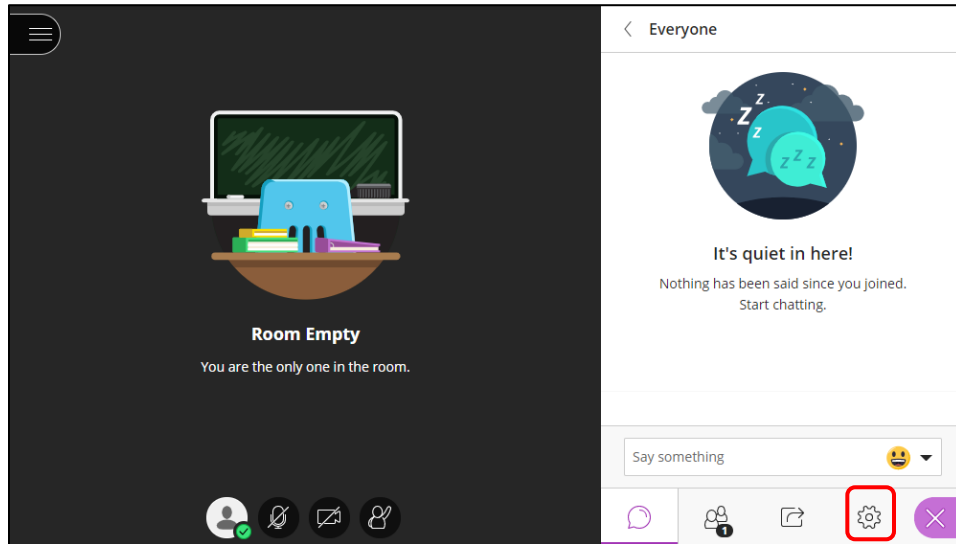 Everyone
Z
Z
Z
Z Z Z
It's quiet in here!
Nothing has been said since you joined.
Start chatting.
Room Empty
You are the only one in the room.
Say something
1